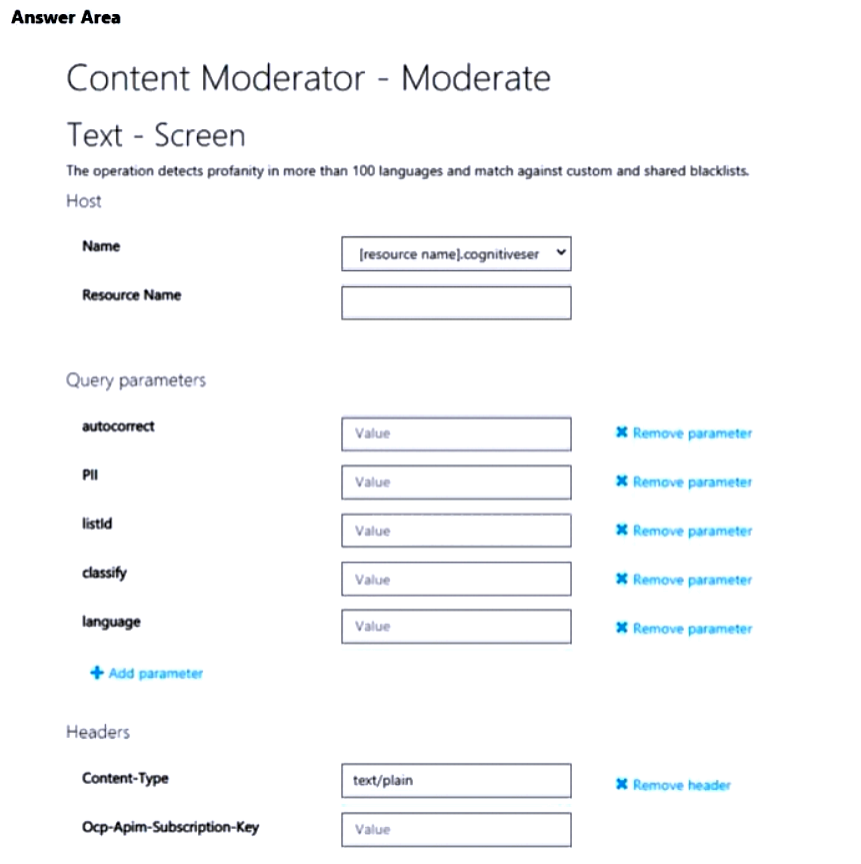 Answer Area
Content Moderator - Moderate
Text - Screen
The operation detects profanity in more than 100 languages and match against custom and shared blacklists.
Host
Name [resource name].cognitiveser
Resource Name
Query parameters
autocorrect Value ✖ Remove parameter
PII Value ✖ Remove parameter
listId Value ✖ Remove parameter
classify Value ✖ Remove parameter
language Value ✖ Remove parameter
+ Add parameter
Headers
Content-Type text/plain ✖ Remove header
Ocp-Apim-Subscription-Key Value